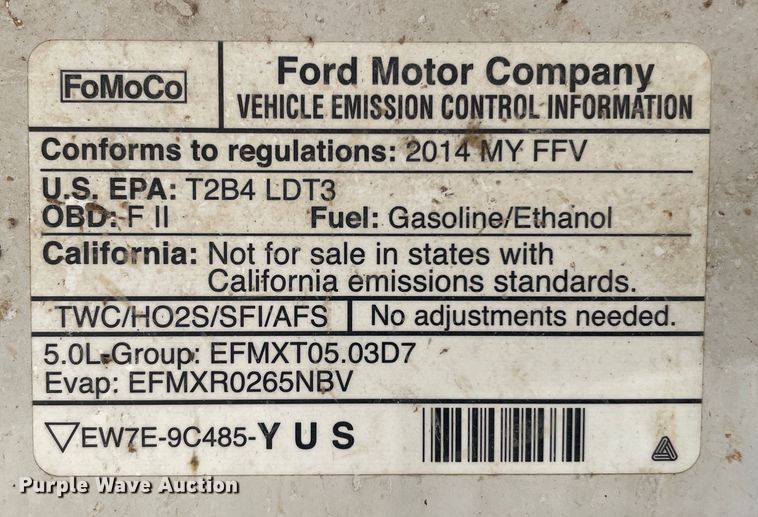 FoMoCo
Ford Motor Company
VEHICLE EMISSION CONTROL INFORMATION
Conforms to regulations: 2014 MY FFV
U.S. EPA: T2B4 LDT3
OBD: F II Fuel: Gasoline/Ethanol
California: Not for sale in states with
California emissions standards.
TWC/HO2S/SFI/AFS No adjustments needed.
5.0L-Group: EFMXT05.03D7
Evap: EFMXR0265NBV
EW7E-9C485-YUS
Purple Wave Auction